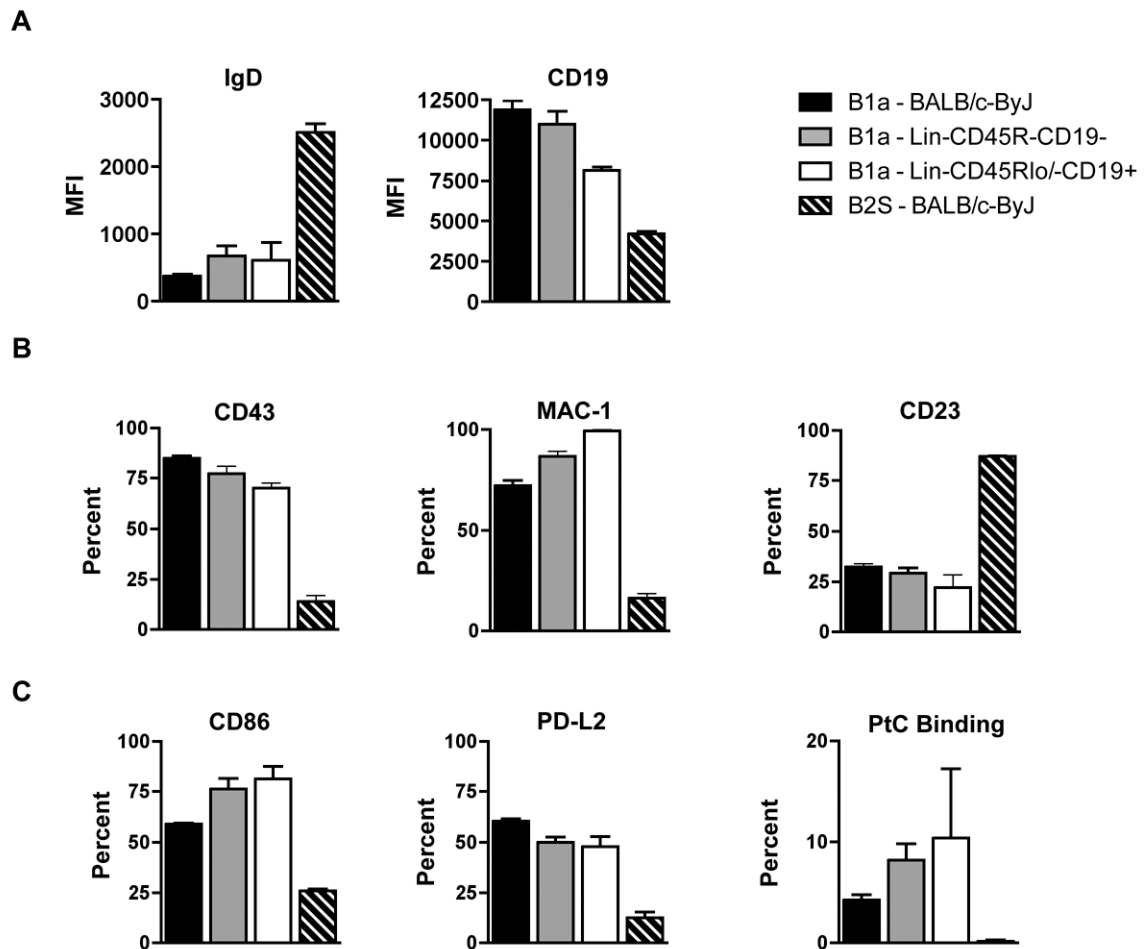 A
IgD
MFI
3000
2000
1000
0
CD19
MFI
12500
10000
7500
5000
2500
0
B1a - BALB/c-ByJ
B1a - Lin-CD45R-CD19-
B1a - Lin-CD45Rlo/-CD19+
B2S - BALB/c-ByJ
B
CD43
Percent
100
75
50
25
0
MAC-1
Percent
100
50
0
CD23
Percent
100
75
50
25
0
C
CD86
Percent
100
75
50
25
0
PD-L2
Percent
100
75
50
25
0
PtC Binding
Percent
20
10
0